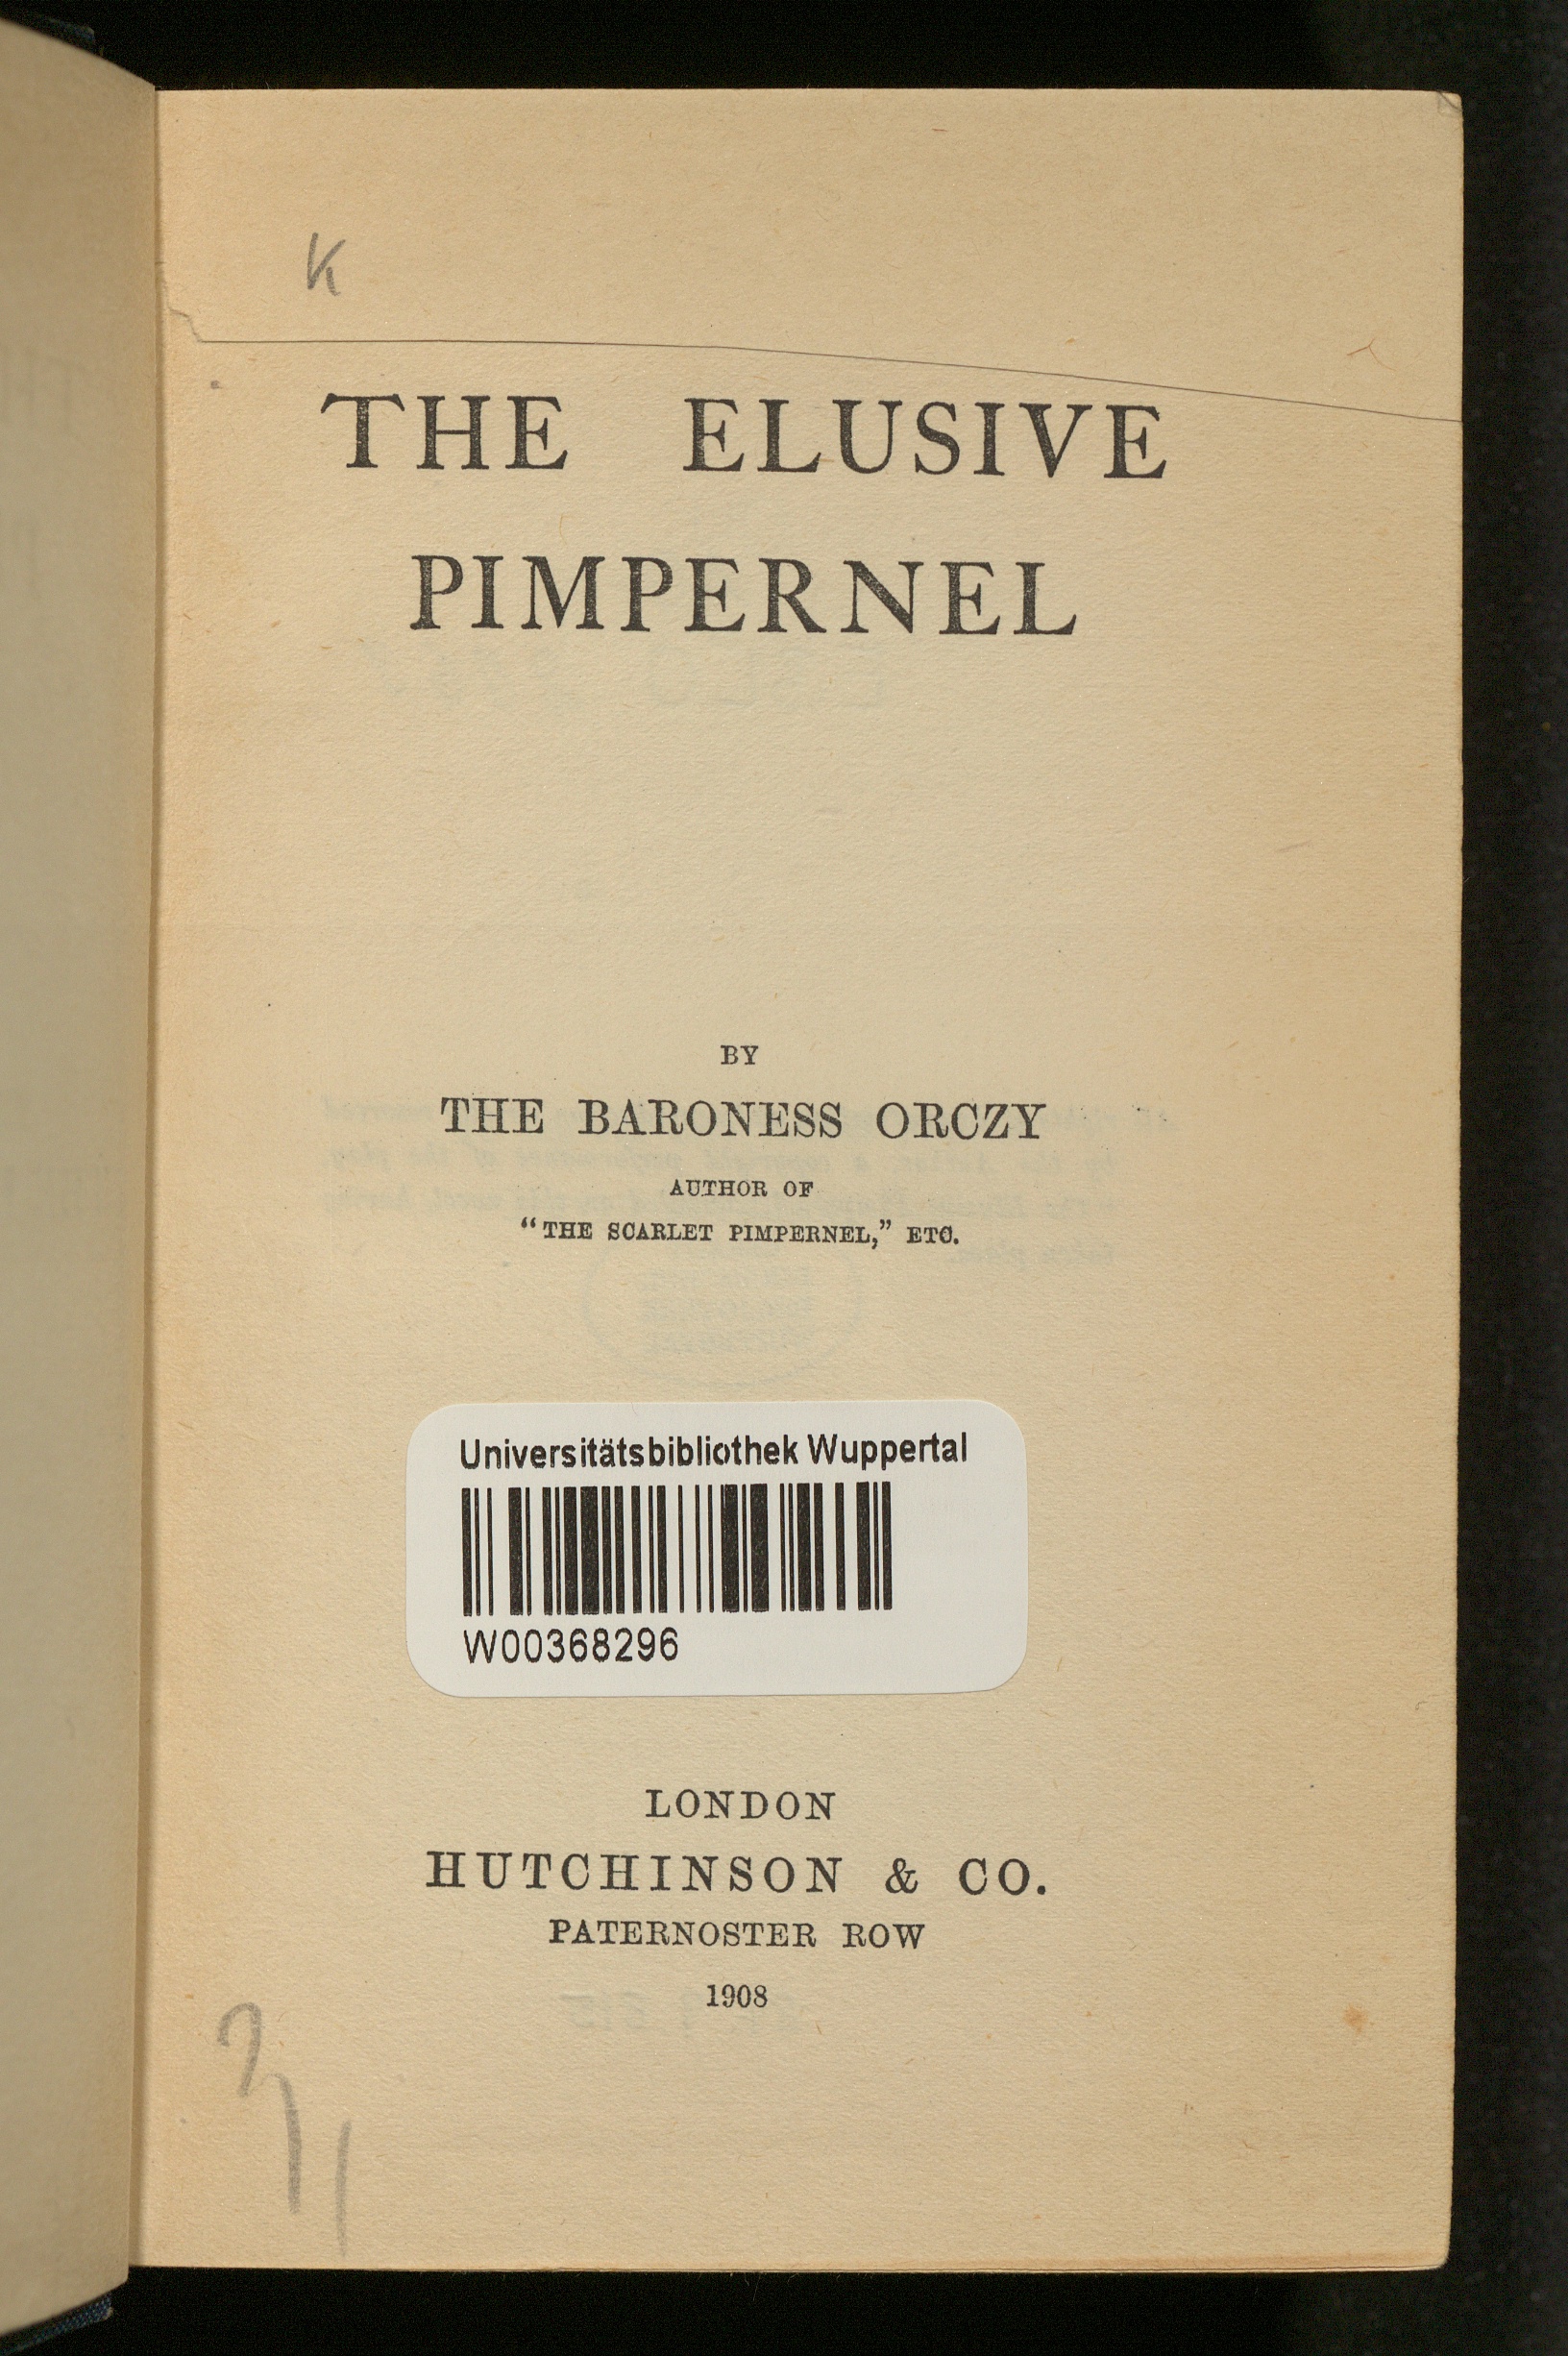 K
THE ELUSIVE
PIMPERNEL
BY
THE BARONESS ORCZY
AUTHOR OF
“THE SCARLET PIMPERNEL,” ETC.
Universitätsbibliothek Wuppertal
W00368296
LONDON
HUTCHINSON & CO.
PATERNOSTER ROW
1908